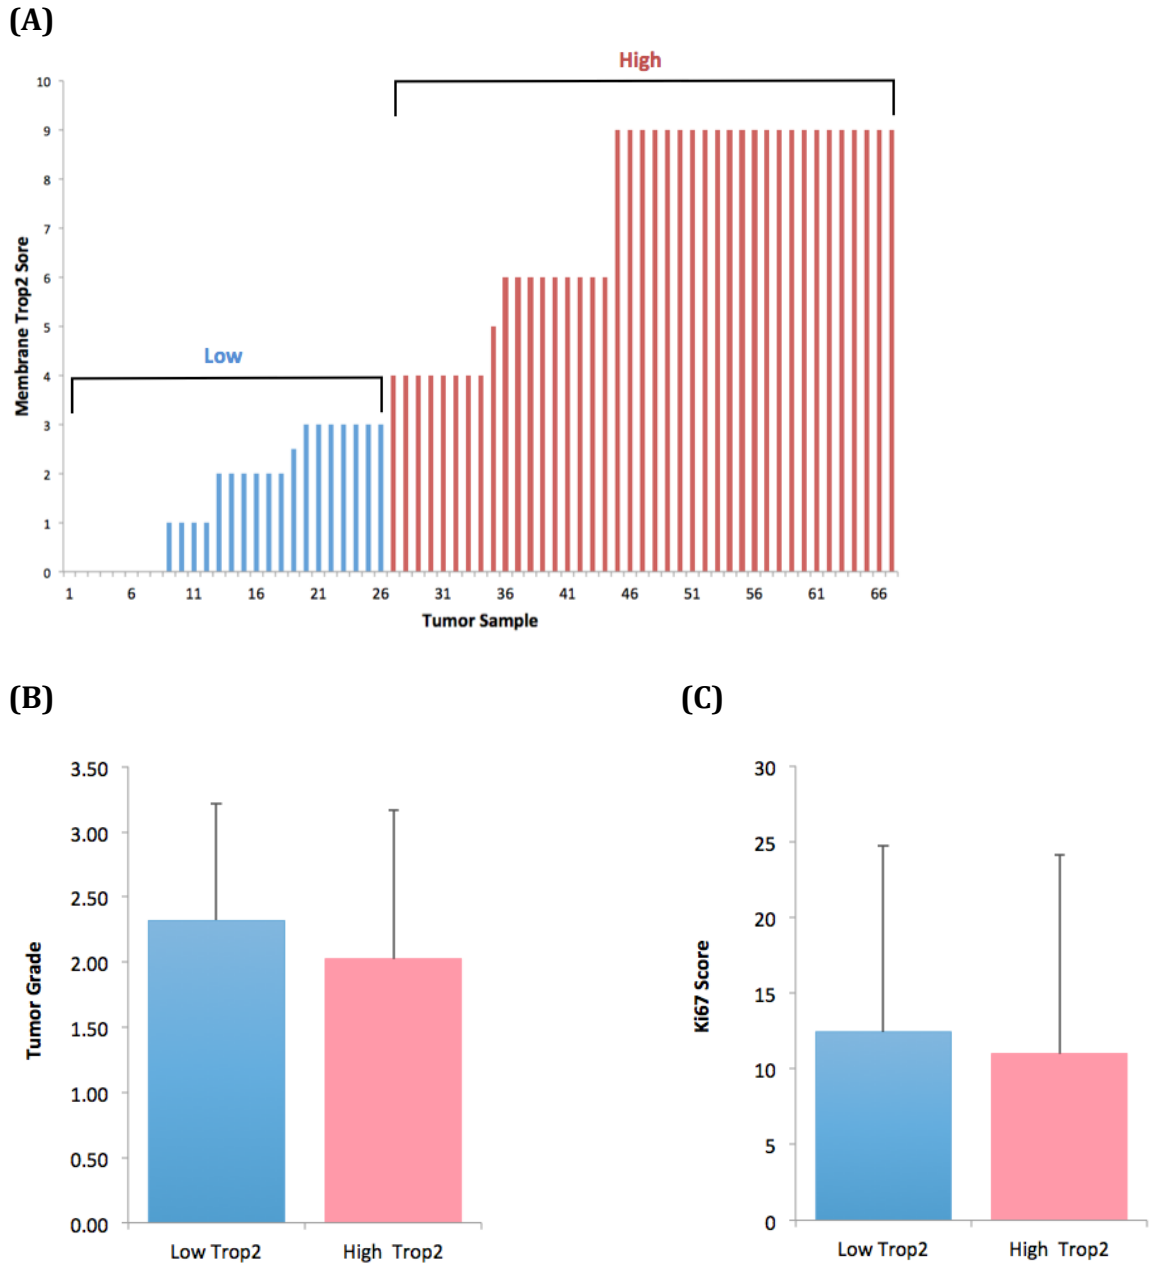 (A)
High
10
9
8
7
6
5
4
3
2
1
0
Membrane Trop2 Sore
Low
1 6 11 16 21 26 31 36 41 46 51 56 61 66
Tumor Sample
(B)
3.50
3.00
2.50
2.00
1.50
1.00
0.50
0.00
Tumor Grade
Low Trop2 High Trop2
(C)
30
25
20
15
10
5
0
Ki67 Score
Low Trop2 High Trop2